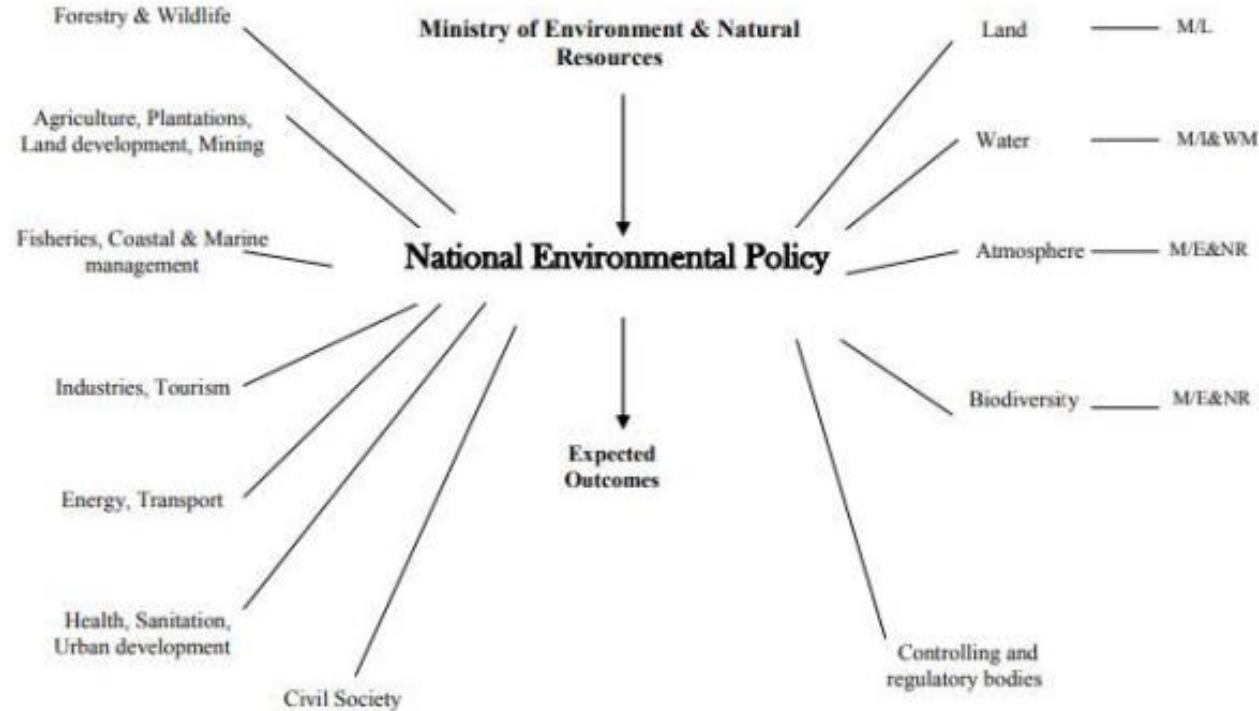 Forestry & Wildlife
Ministry of Environment & Natural
Resources
Land
M/L
Agriculture, Plantations,
Land development, Mining
Water
M/I&WM
Fisheries, Coastal & Marine
management
National Environmental Policy
Atmosphere
M/E&NR
Industries, Tourism
Biodiversity
M/E&NR
Expected
Outcomes
Energy, Transport
Health, Sanitation,
Urban development
Civil Society
Controlling and
regulatory bodies